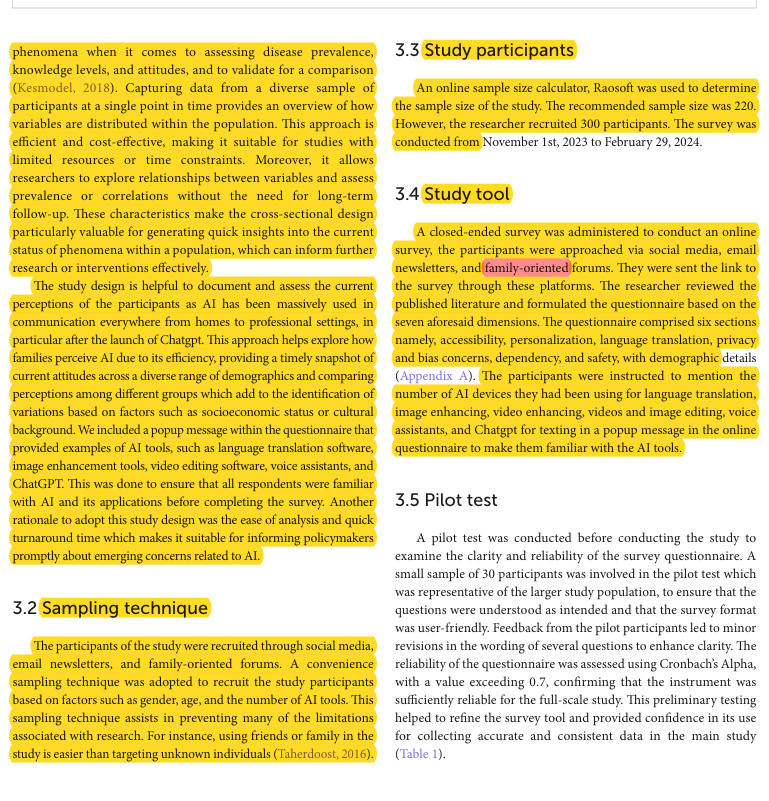 phenomena when it comes to assessing disease prevalence,
knowledge levels, and attitudes, and to validate for a comparison
(Kesmodel, 2018). Capturing data from a diverse sample of
participants at a single point in time provides an overview of how
variables are distributed within the population. This approach is
efficient and cost-effective, making it suitable for studies with
limited resources or time constraints. Moreover, it allows
researchers to explore relationships between variables and assess
prevalence or correlations without the need for long-term
follow-up. These characteristics make the cross-sectional design
particularly valuable for generating quick insights into the current
status of phenomena within a population, which can inform further
research or interventions effectively.
The study design is helpful to document and assess the current
perceptions of the participants as AI has been massively used in
communication everywhere from homes to professional settings, in
particular after the launch of Chatgpt. This approach helps explore how
families perceive AI due to its efficiency, providing a timely snapshot of
current attitudes across a diverse range of demographics and comparing
perceptions among different groups which add to the identification of
variations based on factors such as socioeconomic status or cultural
background. We included a popup message within the questionnaire that
provided examples of AI tools, such as language translation software,
image enhancement tools, video editing software, voice assistants, and
ChatGPT. This was done to ensure that all respondents were familiar
with AI and its applications before completing the survey. Another
rationale to adopt this study design was the ease of analysis and quick
turnaround time which makes it suitable for informing policymakers
promptly about emerging concerns related to AI.
3.2 Sampling technique
The participants of the study were recruited through social media,
email newsletters, and family-oriented forums. A convenience
sampling technique was adopted to recruit the study participants
based on factors such as gender, age, and the number of AI tools. This
sampling technique assists in preventing many of the limitations
associated with research. For instance, using friends or family in the
study is easier than targeting unknown individuals (Taherdoost, 2016).
3.3 Study participants
An online sample size calculator, Raosoft was used to determine
the sample size of the study. The recommended sample size was 220.
However, the researcher recruited 300 participants. The survey was
conducted from November 1st, 2023 to February 29, 2024.
3.4 Study tool
A closed-ended survey was administered to conduct an online
survey, the participants were approached via social media, email
newsletters, and family-oriented forums. They were sent the link to
the survey through these platforms. The researcher reviewed the
published literature and formulated the questionnaire based on the
seven aforesaid dimensions. The questionnaire comprised six sections
namely, accessibility, personalization, language translation, privacy
and bias concerns, dependency, and safety, with demographic details
(Appendix A). The participants were instructed to mention the
number of AI devices they had been using for language translation,
image enhancing, video enhancing, videos and image editing, voice
assistants, and Chatgpt for texting in a popup message in the online
questionnaire to make them familiar with the AI tools.
3.5 Pilot test
A pilot test was conducted before conducting the study to
examine the clarity and reliability of the survey questionnaire. A
small sample of 30 participants was involved in the pilot test which
was representative of the larger study population, to ensure that the
questions were understood as intended and that the survey format
was user-friendly. Feedback from the pilot participants led to minor
revisions in the wording of several questions to enhance clarity. The
reliability of the questionnaire was assessed using Cronbach's Alpha,
with a value exceeding 0.7, confirming that the instrument was
sufficiently reliable for the full-scale study. This preliminary testing
helped to refine the survey tool and provided confidence in its use
for collecting accurate and consistent data in the main study
(Table 1).